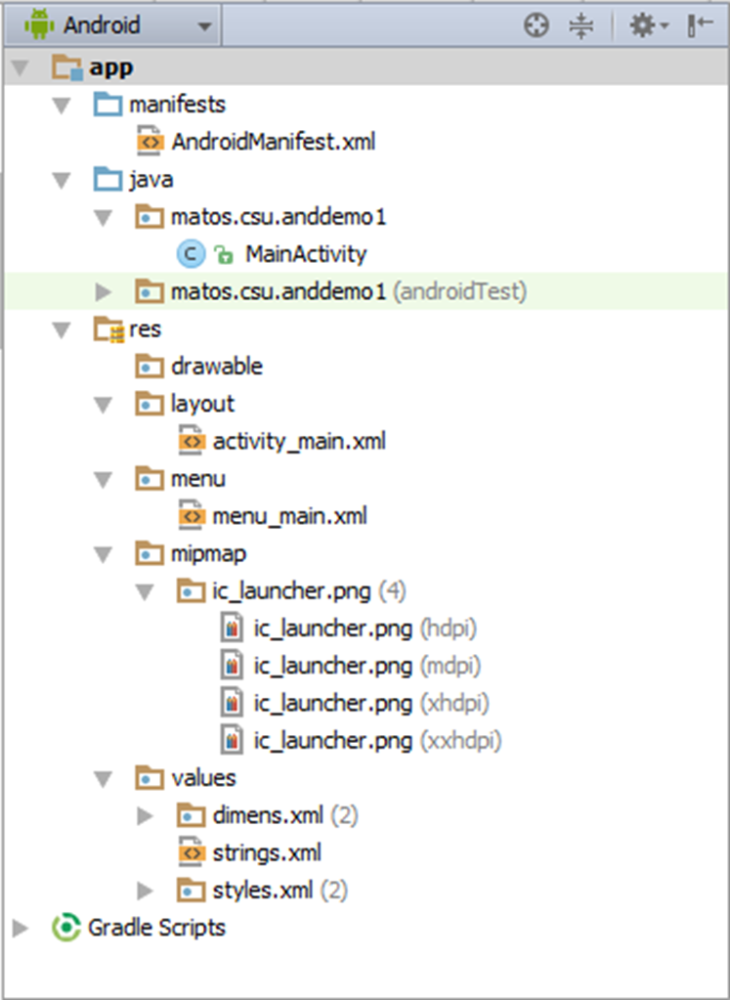 Android
app
manifests
AndroidManifest.xml
java
matos.csu.anddemo1
C MainActivity
matos.csu.anddemo1 (androidTest)
res
drawable
layout
activity_main.xml
menu
menu_main.xml
mipmap
ic_launcher.png (4)
ic_launcher.png (hdpi)
ic_launcher.png (mdpi)
ic_launcher.png (xhdpi)
ic_launcher.png (xxhdpi)
values
dimens.xml (2)
strings.xml
styles.xml (2)
Gradle Scripts